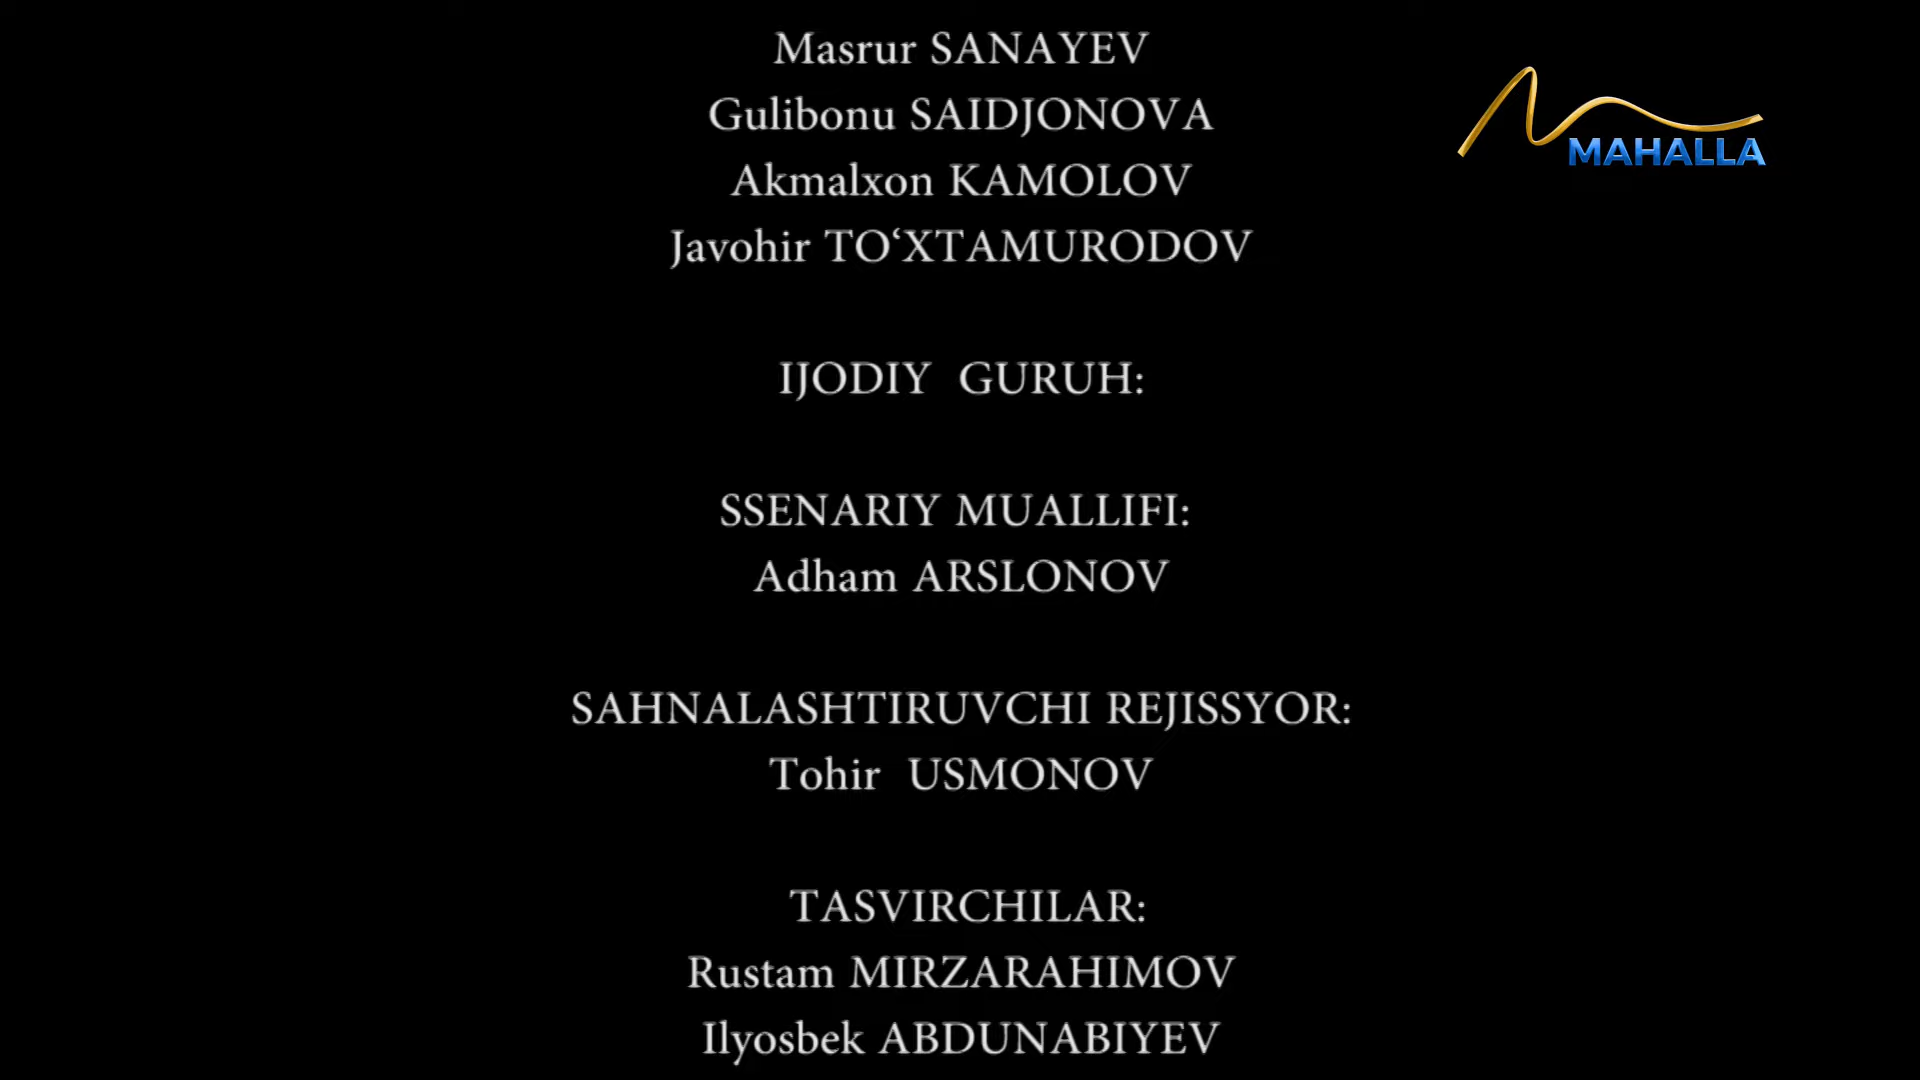 Masrur SANAYEV
Gulibonu SAIDJONOVA
Akmalxon KAMOLOV
Javohir TO‘XTAMURODOV
MAHALLA
IJODIY GURUH:
SSENARIY MUALLIFI:
Adham ARSLONOV
SAHNALASHTIRUVCHI REJISSYOR:
Tohir USMONOV
TASVIRCHILAR:
Rustam MIRZARAHIMOV
Ilyosbek ABDUNABIYEV